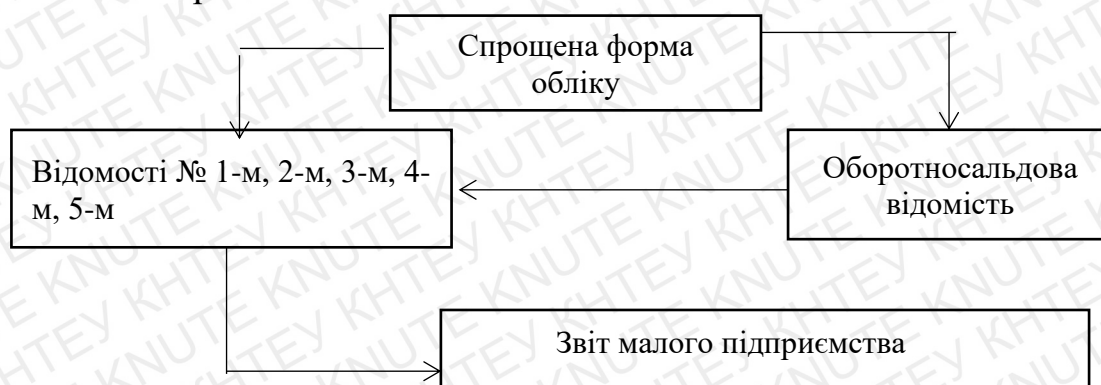 Спрощена форма
обліку
Відомості № 1-м, 2-м, 3-м, 4-
м, 5-м
Оборотносальдова
відомість
Звіт малого підприємства